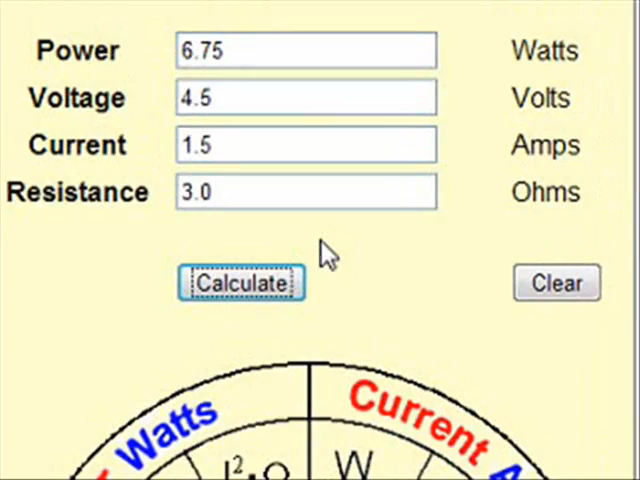 Power 6.75 Watts
Voltage 4.5 Volts
Current 1.5 Amps
Resistance 3.0 Ohms
Calculate Clear
Watts Current
I²·Ω W